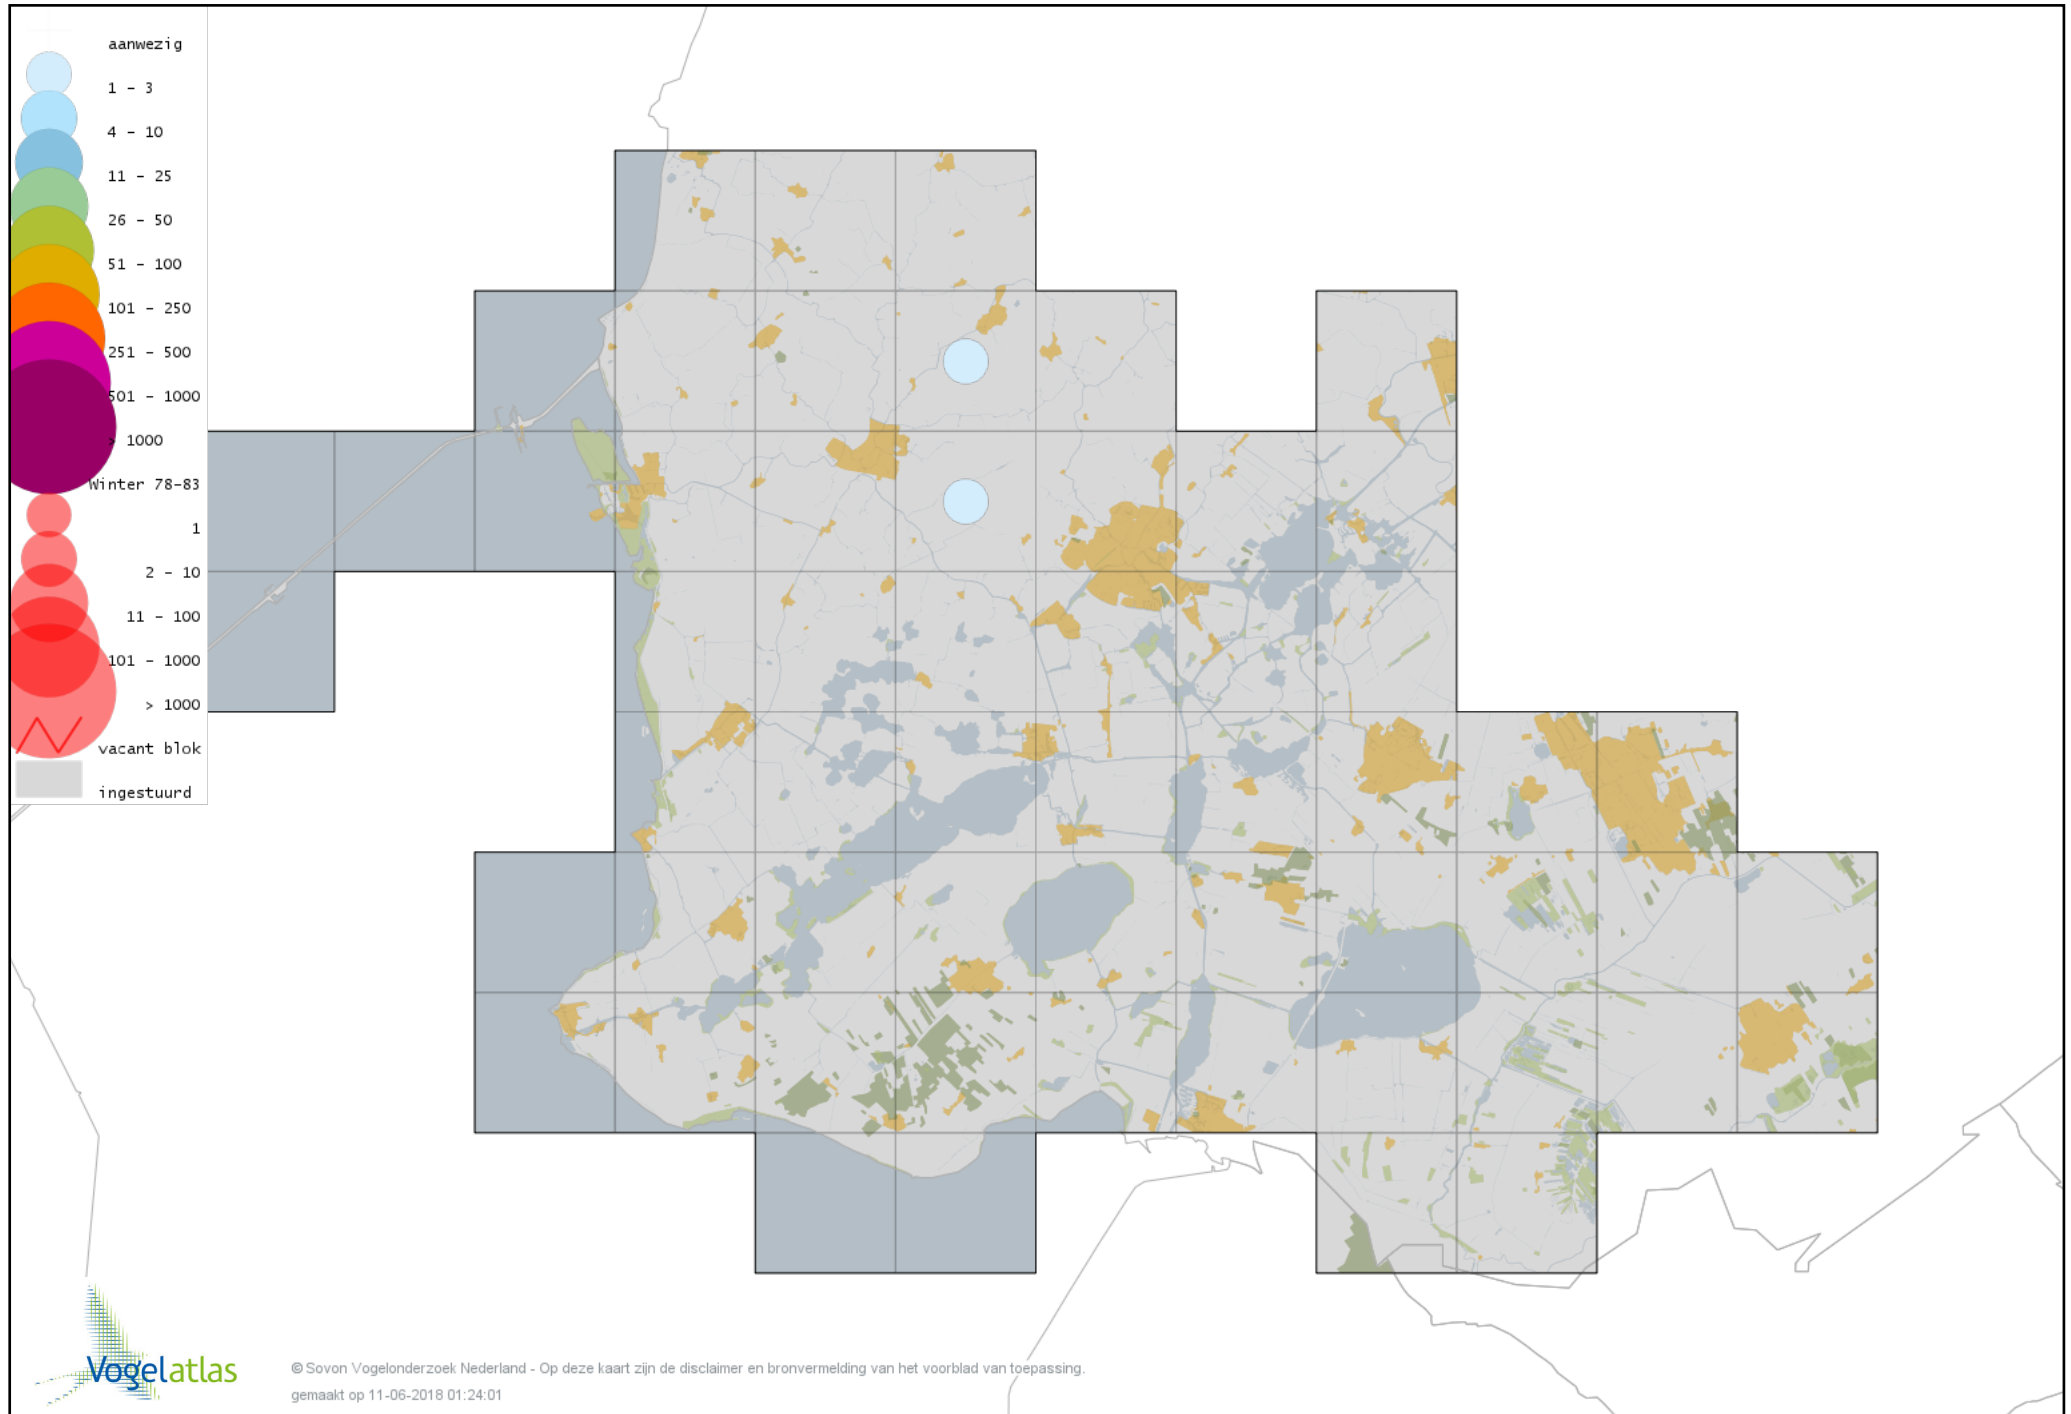 aanwezig
1 - 3
4 - 10
11 - 25
26 - 50
51 - 100
101 - 250
251 - 500
501 - 1000
> 1000
Winter 78-83
1
2 - 10
11 - 100
101 - 1000
> 1000
vacant blok
ingestuurd
Vogelatlas
© Sovon Vogelonderzoek Nederland - Op deze kaart zijn de disclaimer en bronvermelding van het voorblad van toepassing.
gemaakt op 11-06-2018 01:24:01